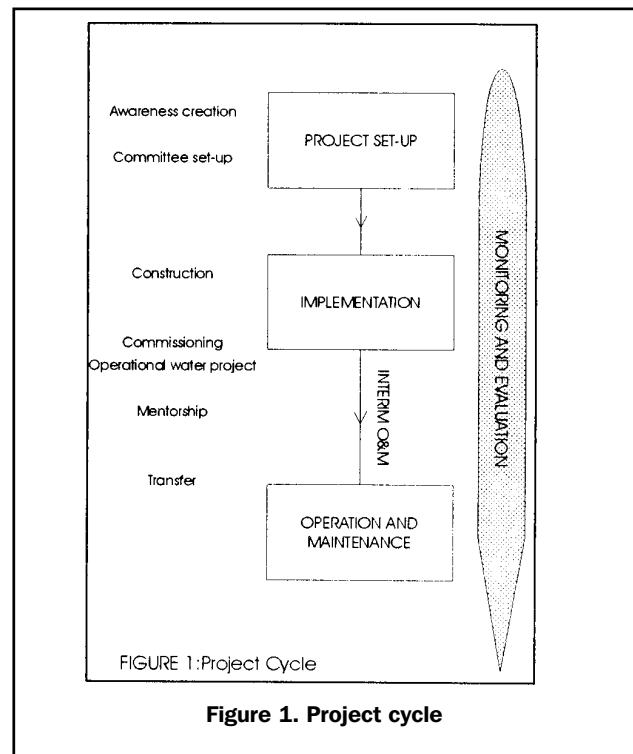 Awareness creation
PROJECT SET-UP
Committee set-up
Construction
IMPLEMENTATION
Commissioning
Operational water project
INTERIM O&M
Mentorship
Transfer
OPERATION AND
MAINTENANCE
MONITORING AND EVALUATION
FIGURE 1:Project Cycle
Figure 1. Project cycle